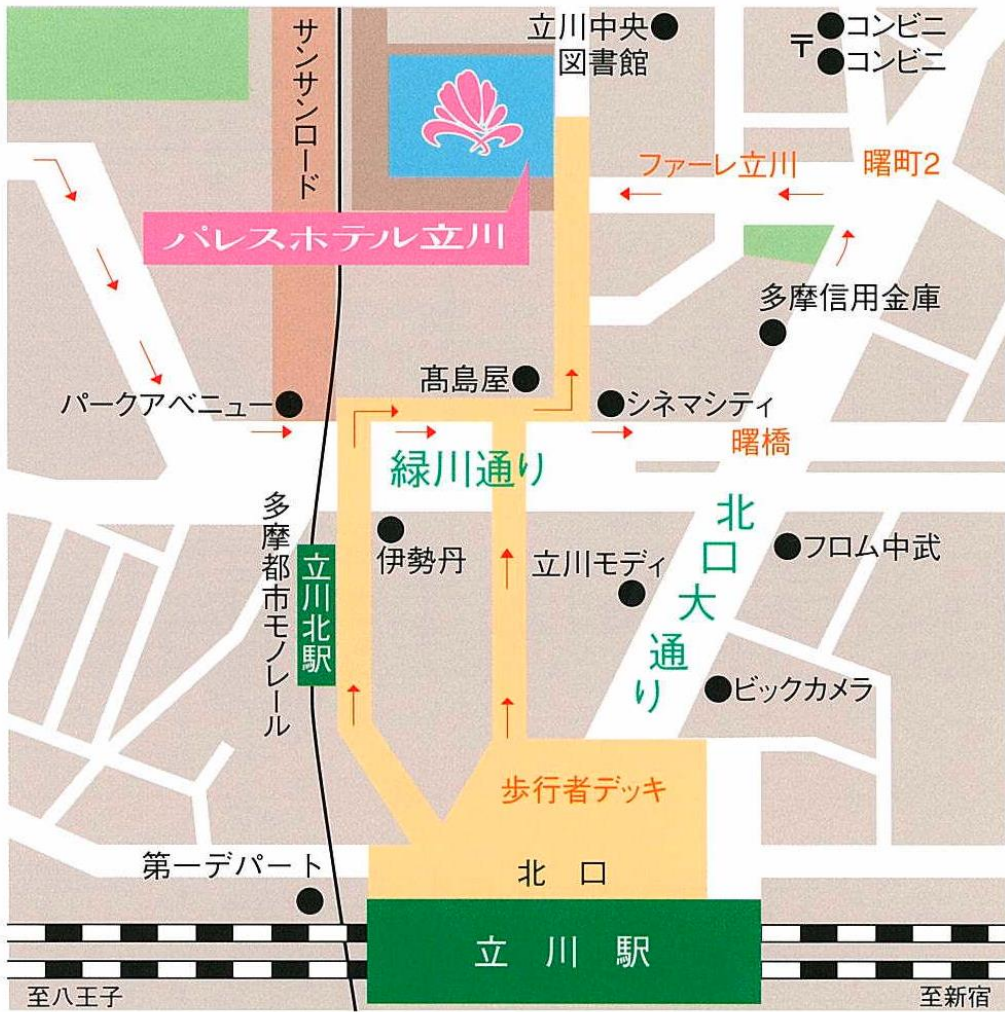 立川中央
図書館
コンビニ
〒
コンビニ
サンサンロード
ファーレ立川
曙町2
パレスホテル立川
多摩信用金庫
髙島屋
パークアベニュー
シネマシティ
曙橋
緑川通り
北口大通り
多摩都市モノレール
立川北駅
伊勢丹
立川モディ
フロム中武
ビックカメラ
歩行者デッキ
第一デパート
北口
立川駅
至八王子
至新宿